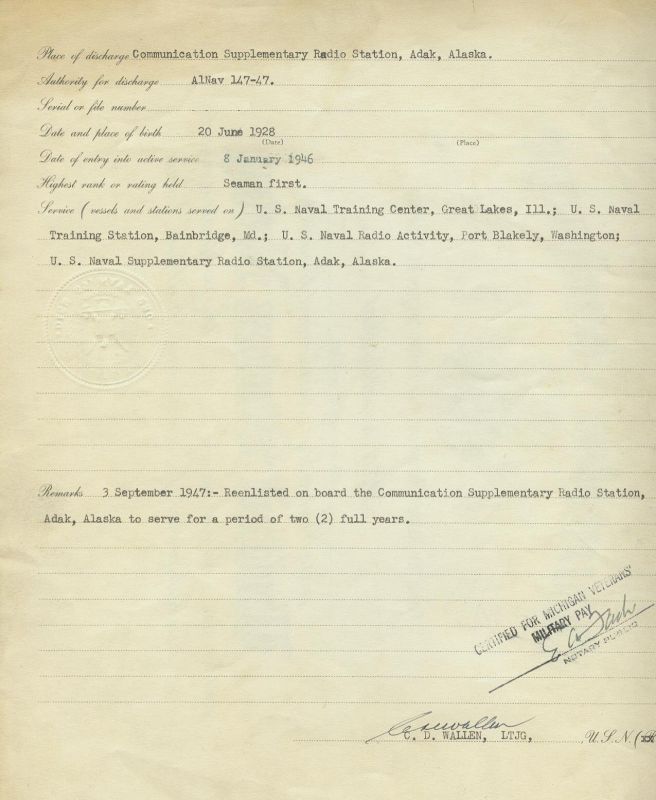 Place of discharge Communication Supplementary Radio Station, Adak, Alaska.
Authority for discharge AlNav 147-47.
Serial or file number
Date and place of birth 20 June 1928
(Date) (Place)
Date of entry into active service 8 January 1946
Highest rank or rating held Seaman first.
Service (vessels and stations served on) U. S. Naval Training Center, Great Lakes, Ill.; U. S. Naval
Training Station, Bainbridge, Md.; U. S. Naval Radio Activity, Port Blakely, Washington;
U. S. Naval Supplementary Radio Station, Adak, Alaska.
Remarks 3 September 1947:- Reenlisted on board the Communication Supplementary Radio Station,
Adak, Alaska to serve for a period of two (2) full years.
CERTIFIED FOR MICHIGAN VETERANS'
MILITARY PAY
NOTARY PUBLIC
C. D. WALLEN, LTJG, U.S.N.(